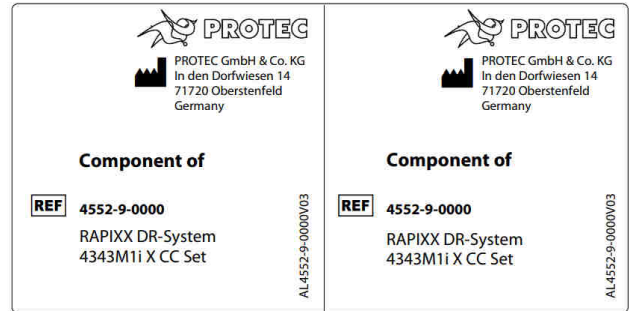 PROTEC
PROTEC GmbH & Co. KG
In den Dorfwiesen 14
71720 Oberstenfeld
Germany
Component of
REF 4552-9-0000
RAPIXX DR-System
4343M1i X CC Set
AL4552-9-0000V03
PROTEC
PROTEC GmbH & Co. KG
In den Dorfwiesen 14
71720 Oberstenfeld
Germany
Component of
REF 4552-9-0000
RAPIXX DR-System
4343M1i X CC Set
AL4552-9-0000V03